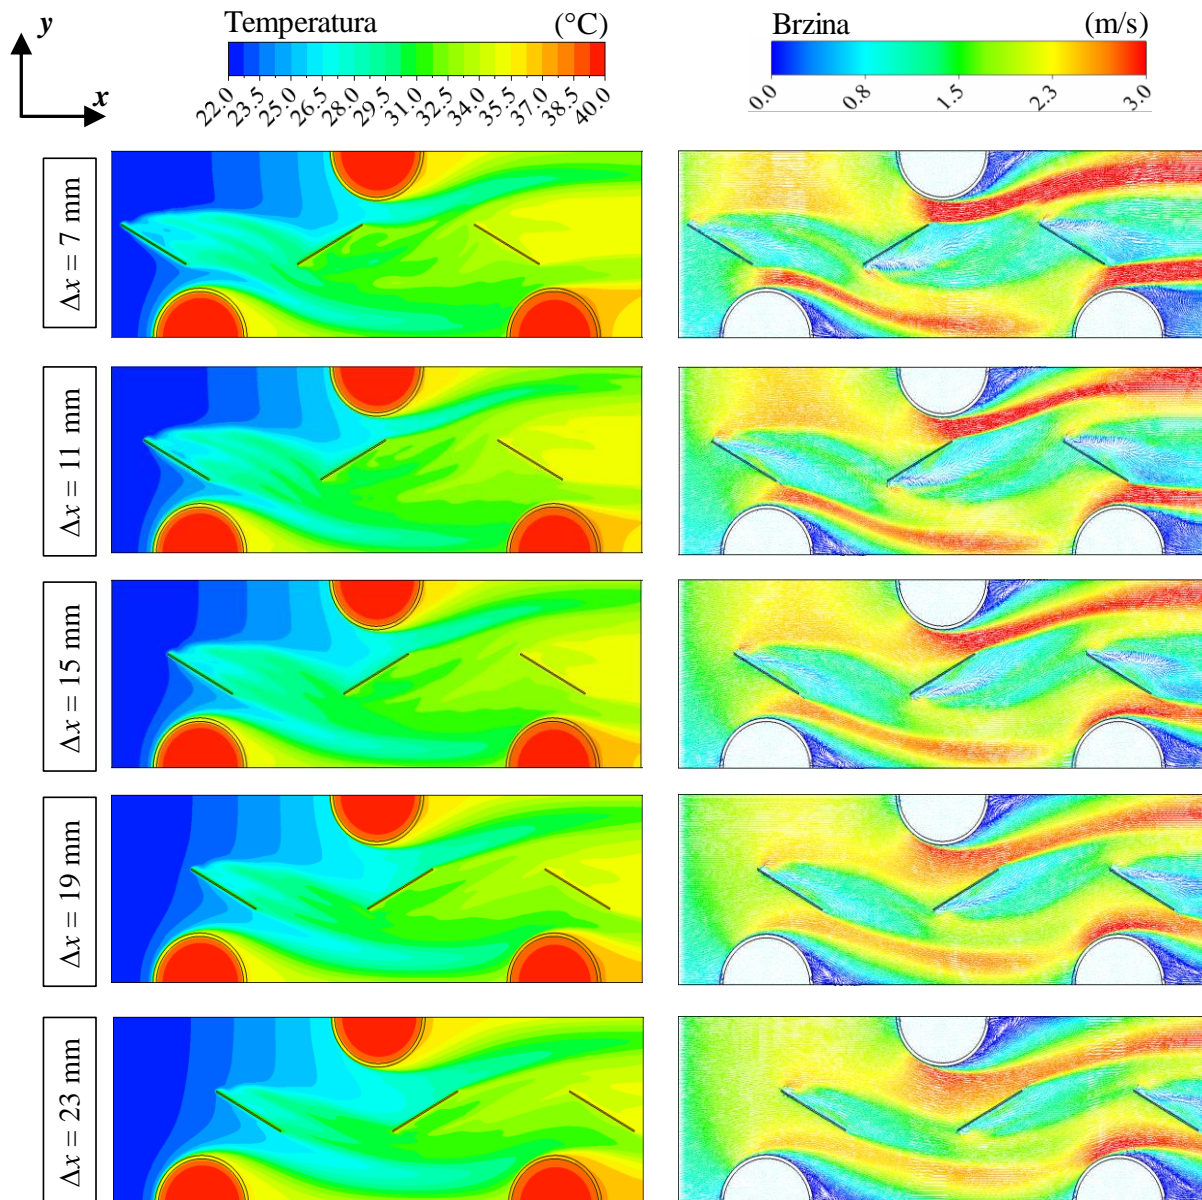 y
x
Temperatura (°C)
22.0 23.5 25.0 26.5 28.0 29.5 31.0 32.5 34.0 35.5 37.0 38.5 40.0
Brzina (m/s)
0.0 0.8 1.5 2.3 3.0
Δx = 7 mm
Δx = 11 mm
Δx = 15 mm
Δx = 19 mm
Δx = 23 mm